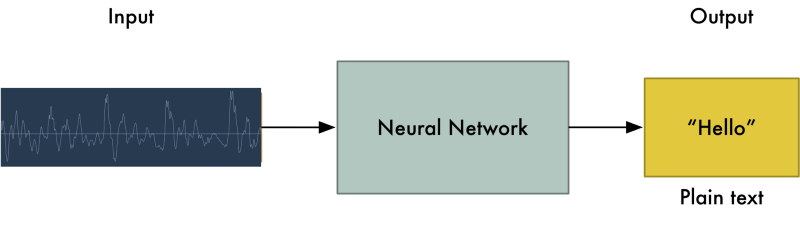 Input
Output
Neural Network
“Hello”
Plain text